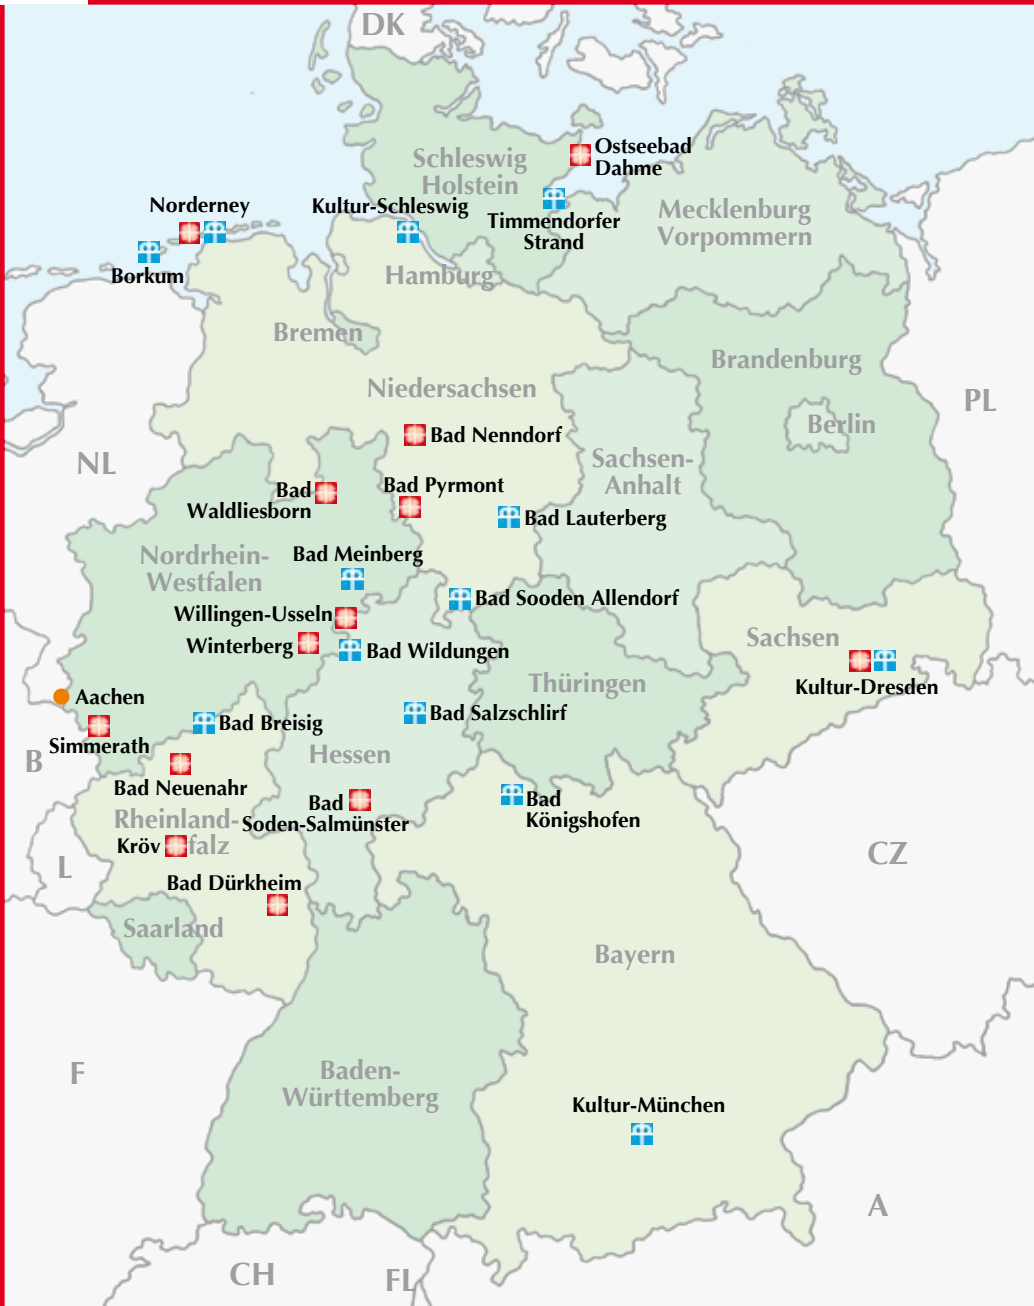 DK
Ostseebad
Dahme
Schleswig
Holstein
Norderney
Kultur-Schleswig
Timmendorfer
Strand
Mecklenburg
Vorpommern
Borkum
Hamburg
Bremen
Brandenburg
Niedersachsen
PL
Berlin
Bad Nenndorf
NL
Sachsen-
Anhalt
Bad
Waldliesborn
Bad Pyrmont
Bad Lauterberg
Nordrhein-
Westfalen
Bad Meinberg
Bad Sooden Allendorf
Willingen-Usseln
Winterberg
Bad Wildungen
Sachsen
Kultur-Dresden
Thüringen
Aachen
Simmerath
Bad Breisig
Bad Salzschlirf
B
Hessen
Bad Neuenahr
Bad
Soden-Salmünster
Bad
Königshofen
Rheinland-
falz
Kröv
L
CZ
Bad Dürkheim
Saarland
Bayern
F
Baden-
Württemberg
Kultur-München
A
CH
FL